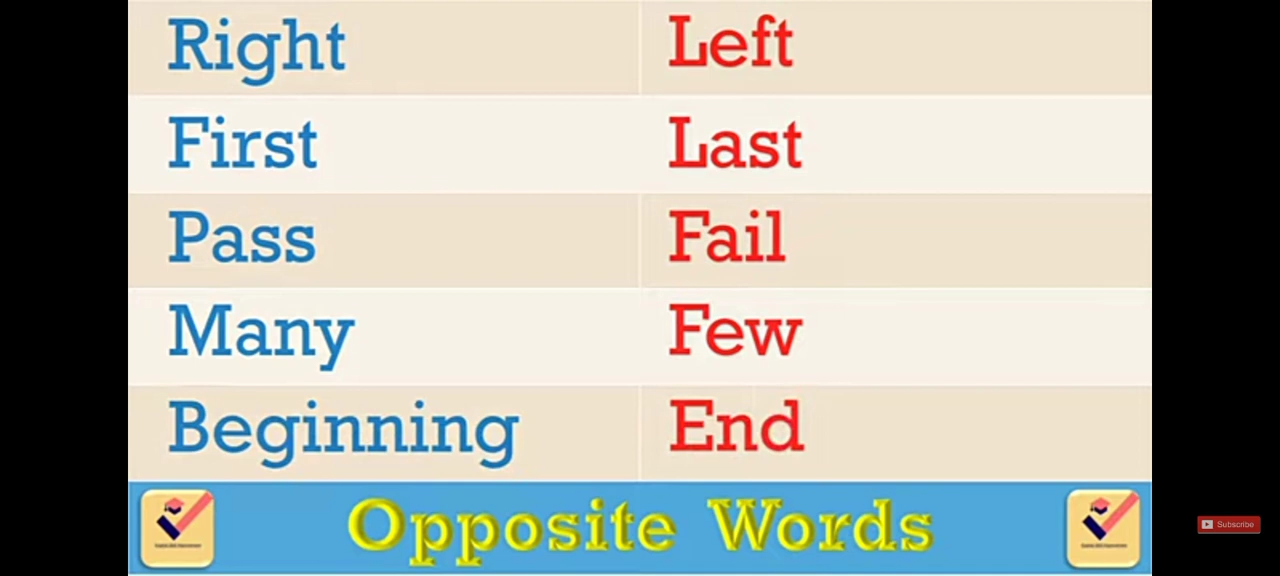 Right Left
First Last
Pass Fail
Many Few
Beginning End
Opposite Words
Subscribe